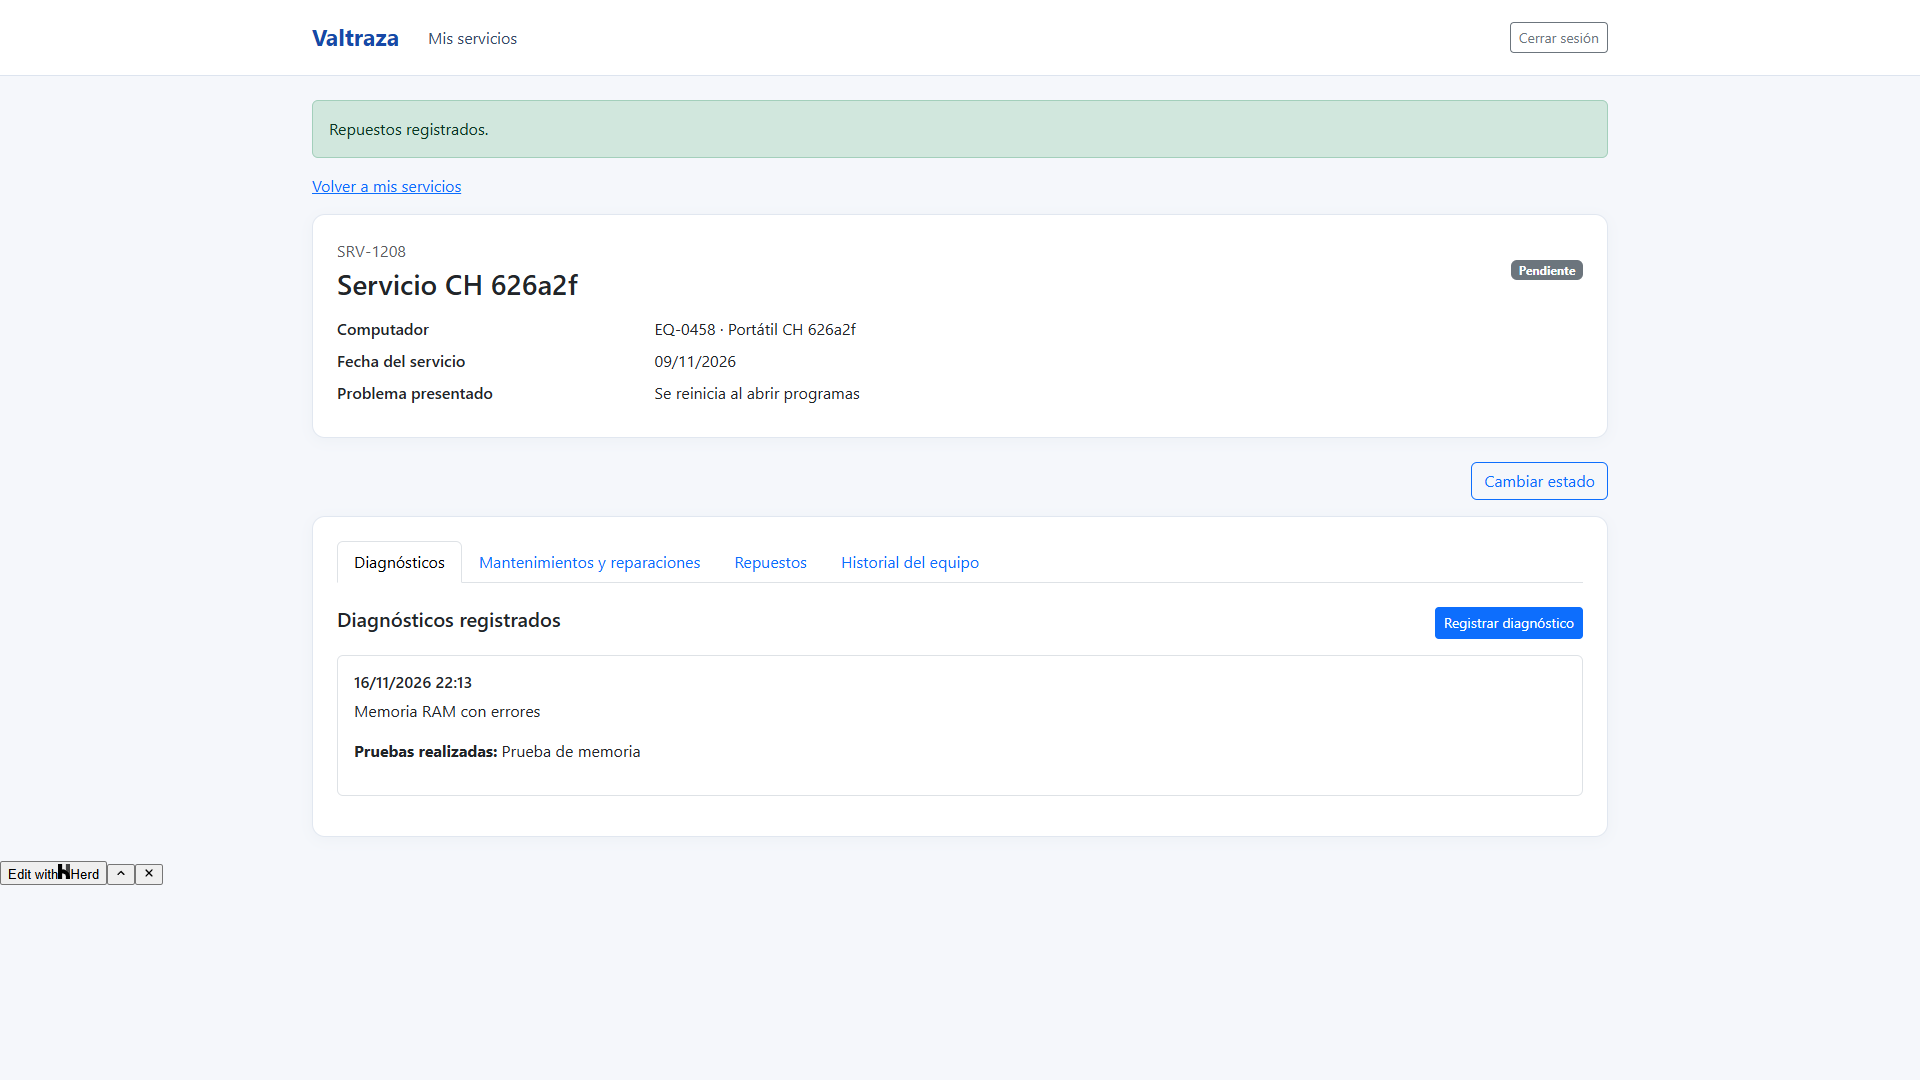 Valtraza
Mis servicios
Cerrar sesión
Repuestos registrados.
Volver a mis servicios
SRV-1208
Servicio CH 626a2f
Pendiente
Computador
EQ-0458 · Portátil CH 626a2f
Fecha del servicio
09/11/2026
Problema presentado
Se reinicia al abrir programas
Cambiar estado
Diagnósticos
Mantenimientos y reparaciones
Repuestos
Historial del equipo
Diagnósticos registrados
Registrar diagnóstico
16/11/2026 22:13
Memoria RAM con errores
Pruebas realizadas: Prueba de memoria
Edit with Herd